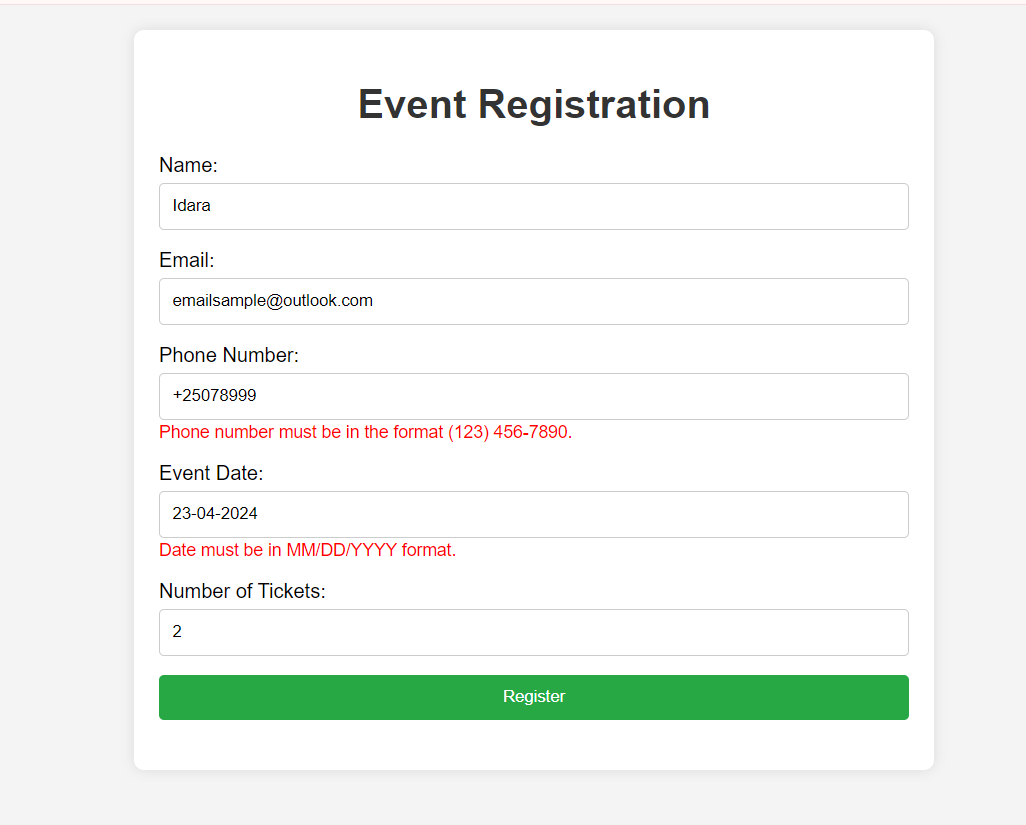 Event Registration
Name:
Idara
Email:
emailsample@outlook.com
Phone Number:
+25078999
Phone number must be in the format (123) 456-7890.
Event Date:
23-04-2024
Date must be in MM/DD/YYYY format.
Number of Tickets:
2
Register